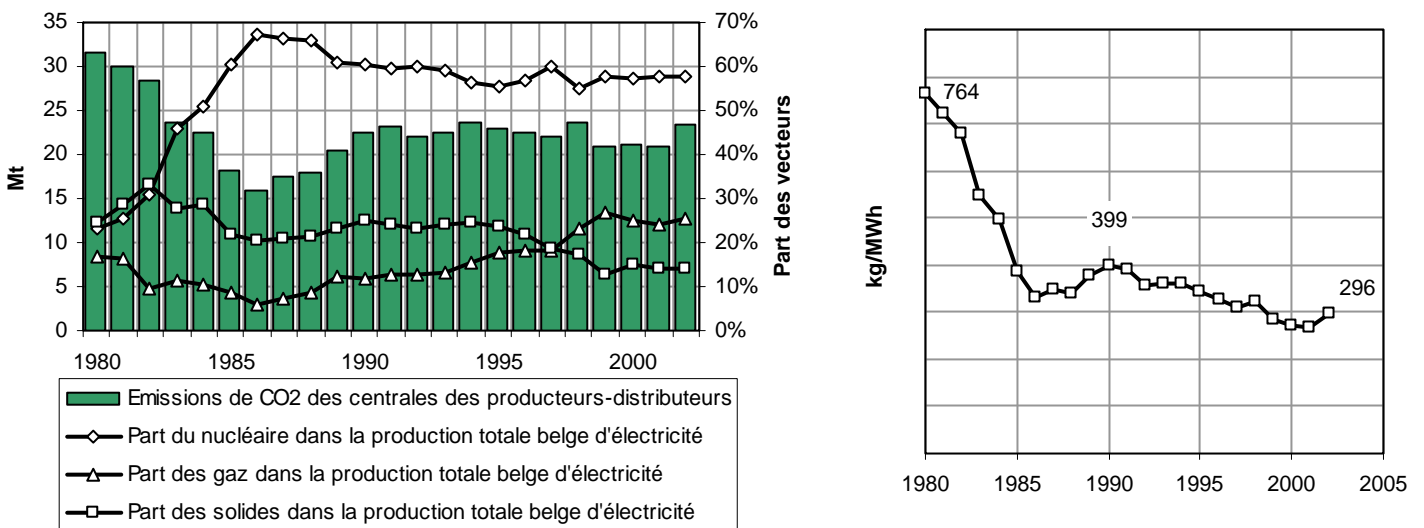 35
30
25
20
15
10
5
0
Mt
70%
60%
50%
40%
30%
20%
10%
0%
Part des vecteurs
1980 1985 1990 1995 2000
Emissions de CO2 des centrales des producteurs-distributeurs
Part du nucléaire dans la production totale belge d'électricité
Part des gaz dans la production totale belge d'électricité
Part des solides dans la production totale belge d'électricité
kg/MWh
764
399
296
1980 1985 1990 1995 2000 2005